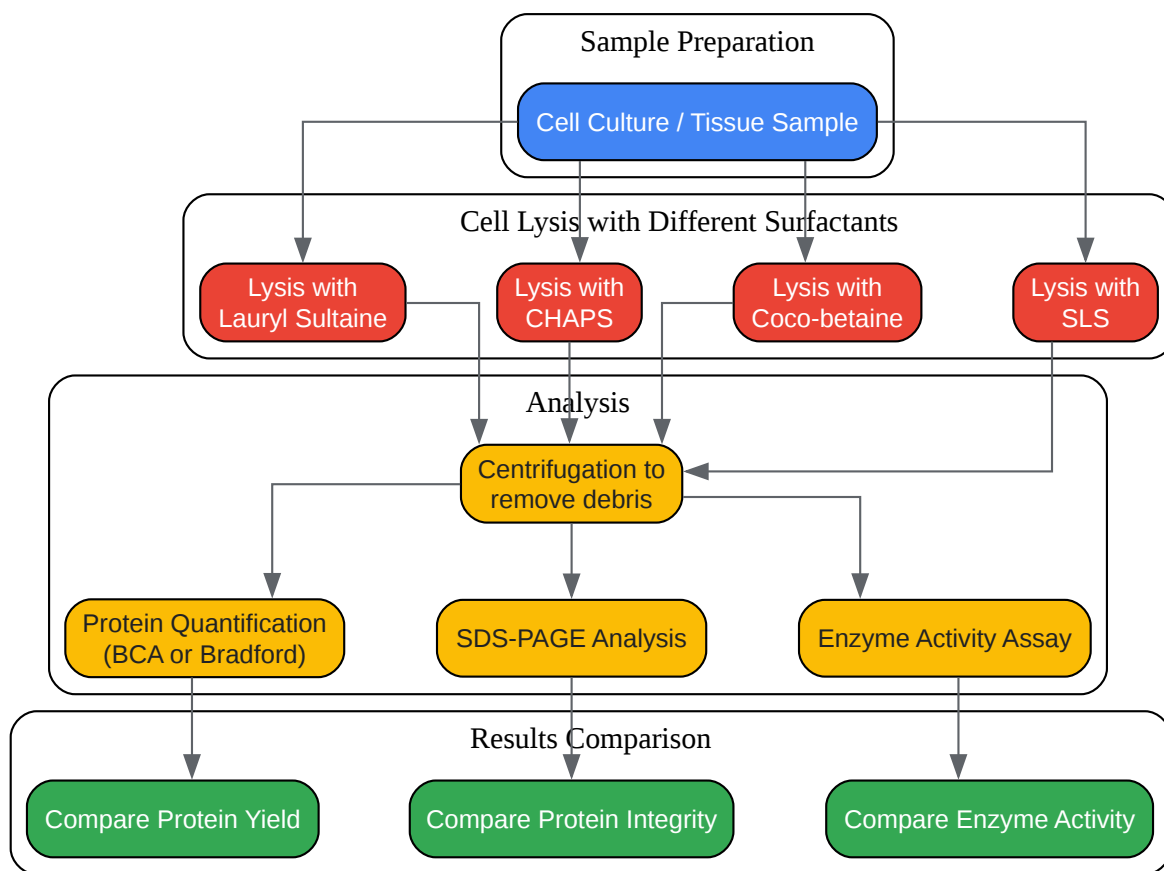 Sample Preparation
Cell Culture / Tissue Sample
Cell Lysis with Different Surfactants
Lysis with
Lauryl Sultaine
Lysis with
CHAPS
Lysis with
Coco-betaine
Lysis with
SLS
Analysis
Centrifugation to
remove debris
Protein Quantification
(BCA or Bradford)
SDS-PAGE Analysis
Enzyme Activity Assay
Results Comparison
Compare Protein Yield
Compare Protein Integrity
Compare Enzyme Activity